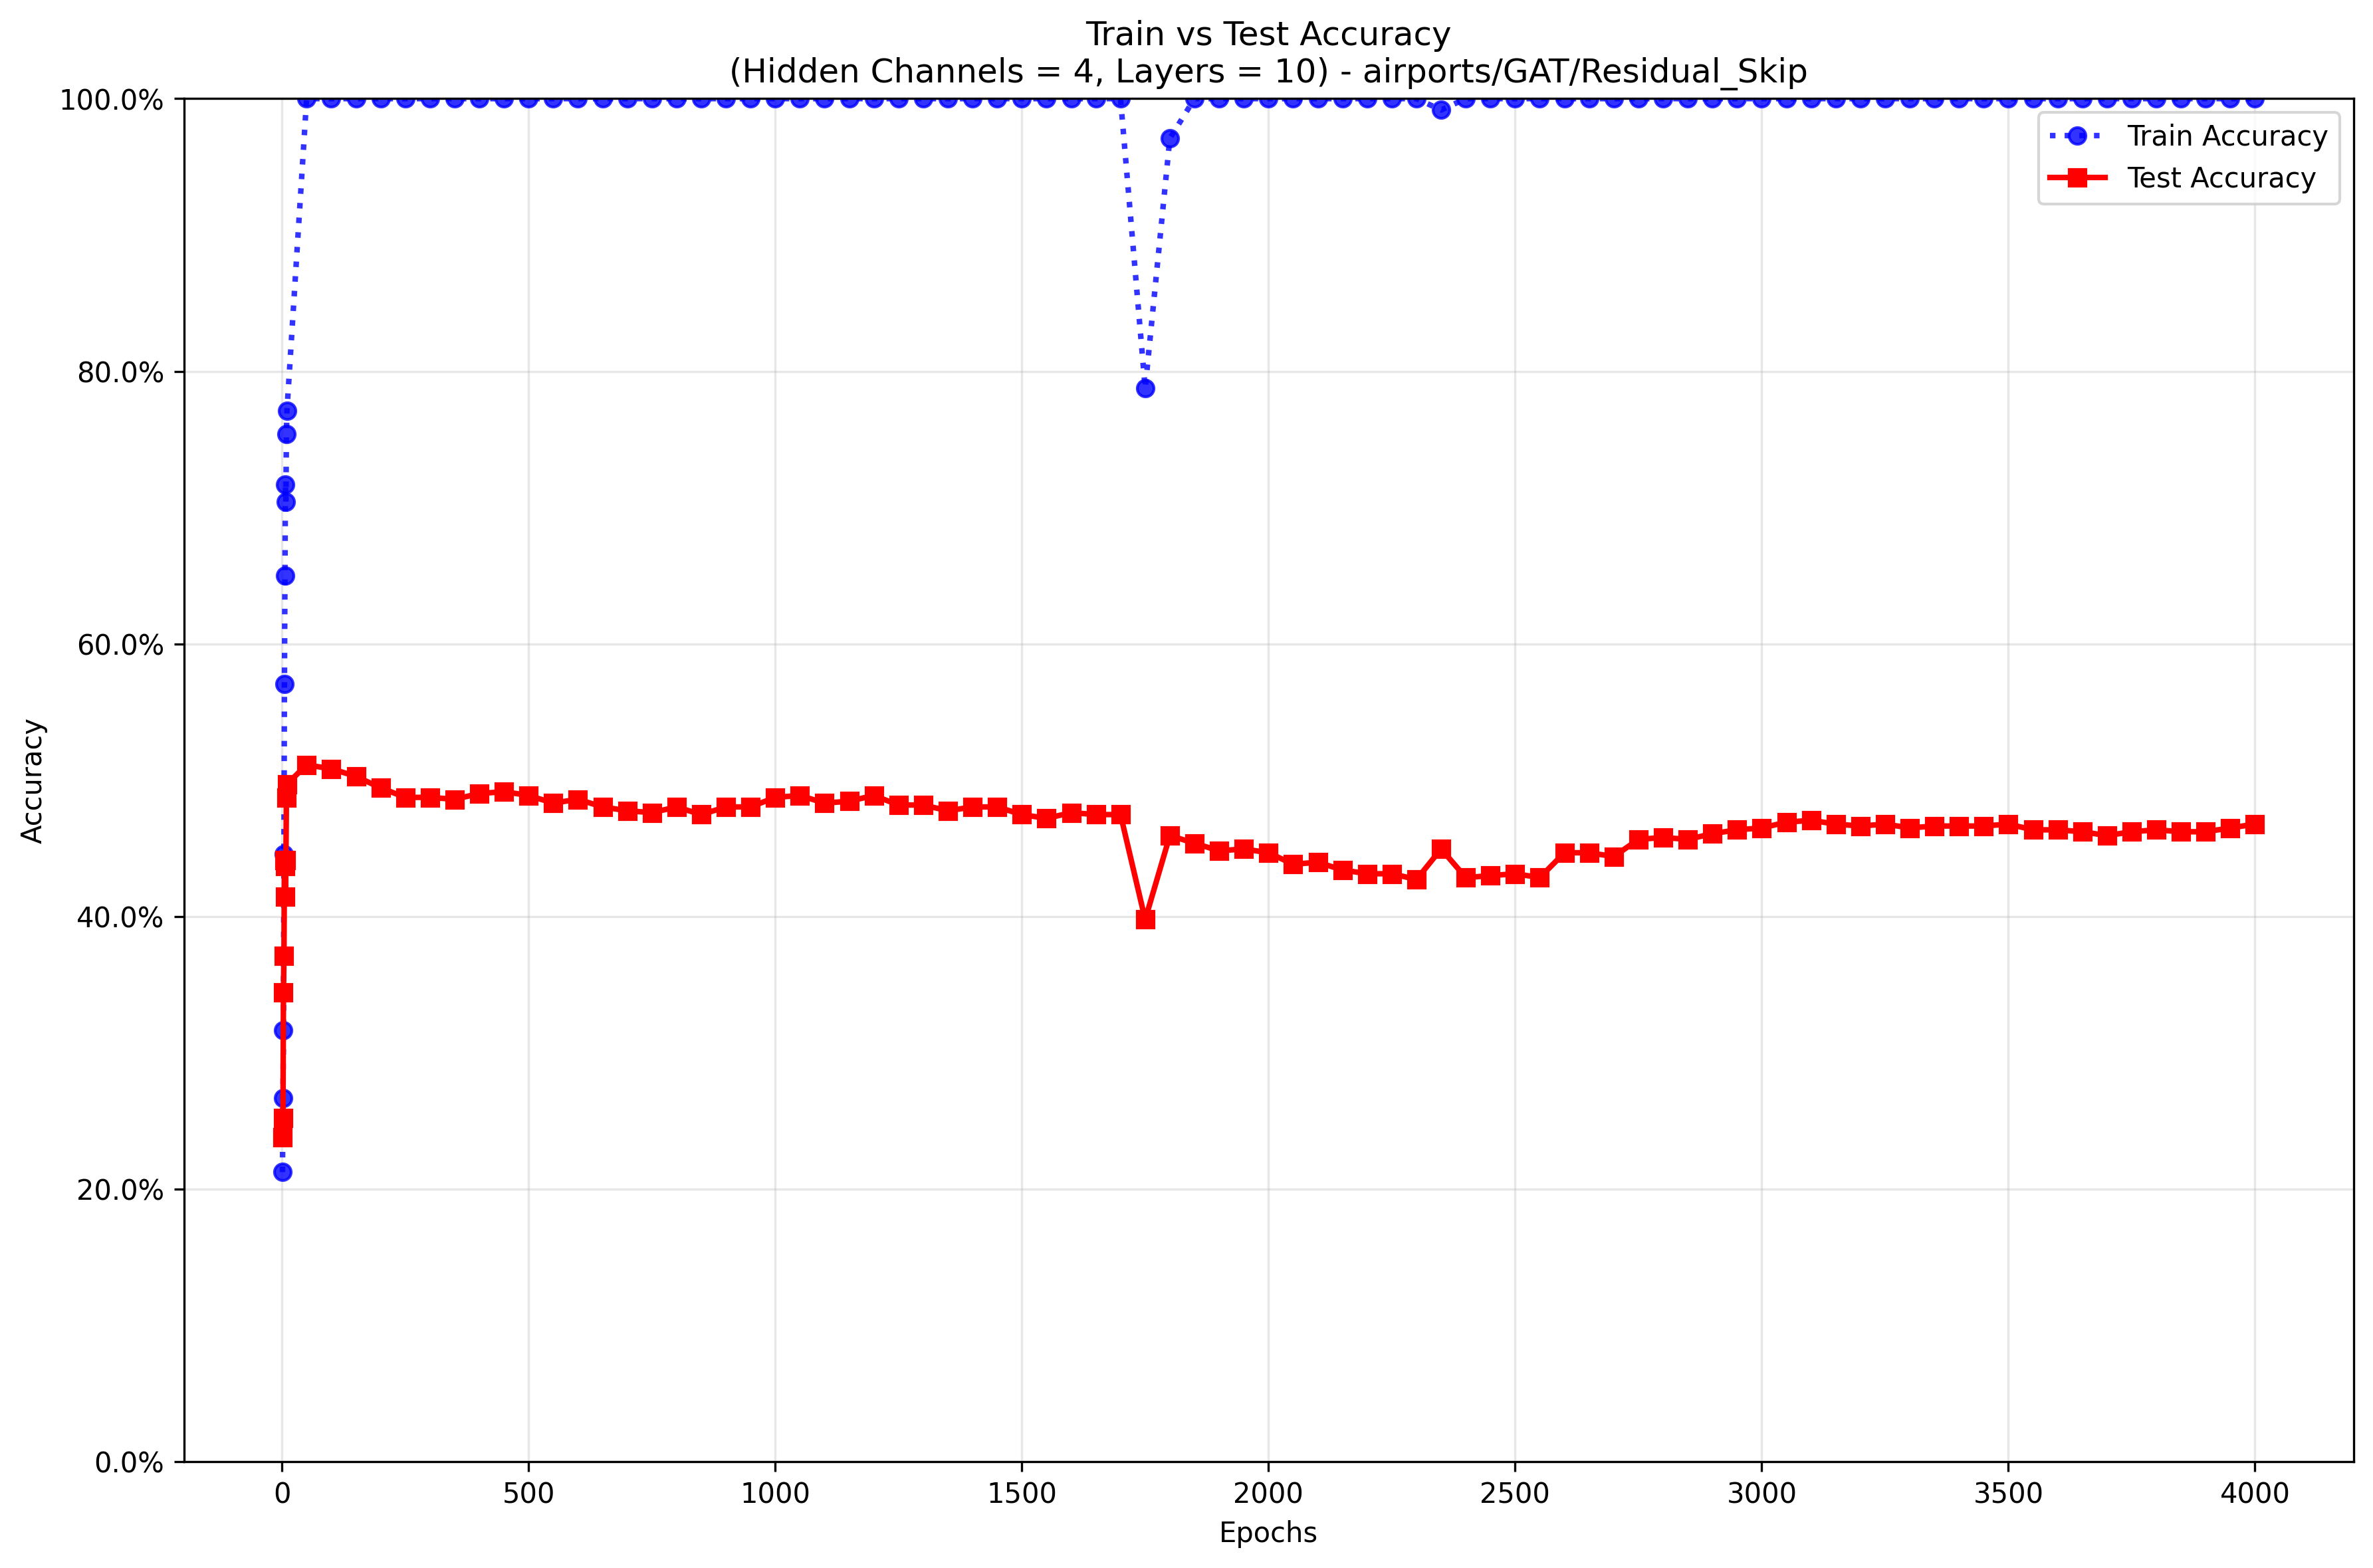 Train vs Test Accuracy
(Hidden Channels = 4, Layers = 10) - airports/GAT/Residual_Skip
100.0%
80.0%
60.0%
40.0%
20.0%
0.0%
Accuracy
Train Accuracy
Test Accuracy
0
500
1000
1500
2000
2500
3000
3500
4000
Epochs